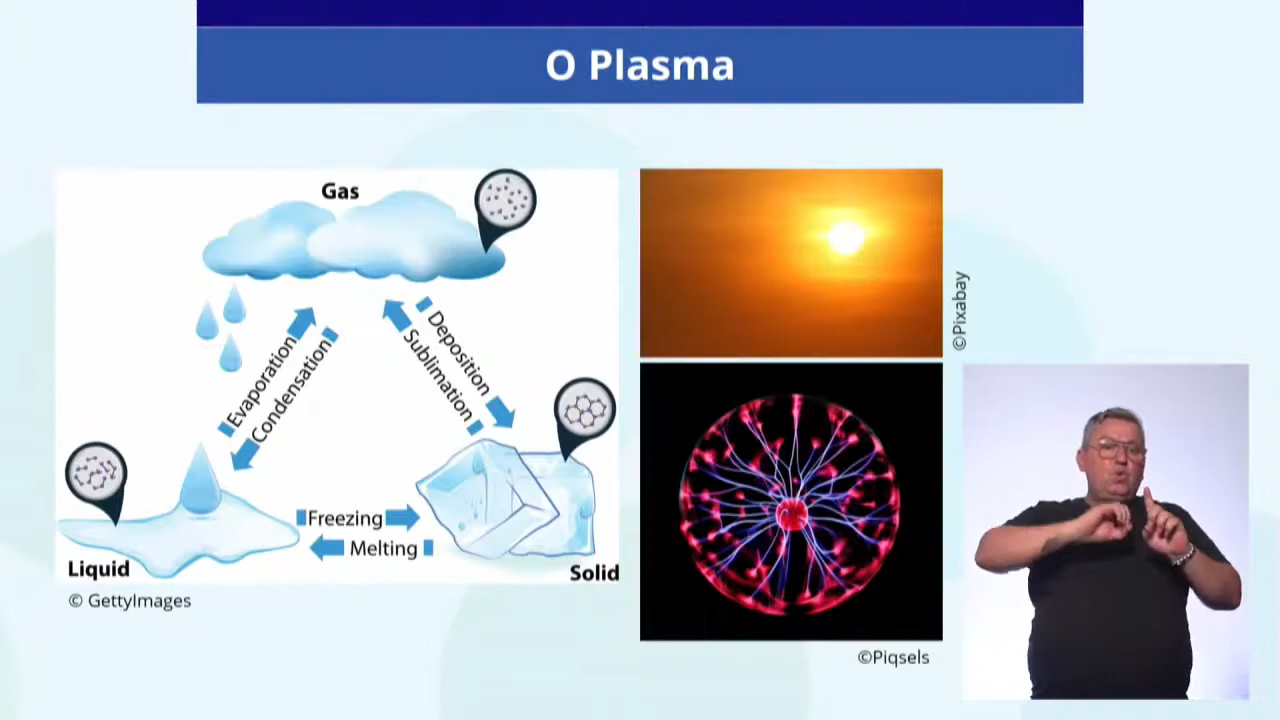 O Plasma
Gas
Evaporation
Condensation
Deposition
Sublimation
Freezing
Melting
Liquid
Solid
© GettyImages
©Pixabay
©Piqsels